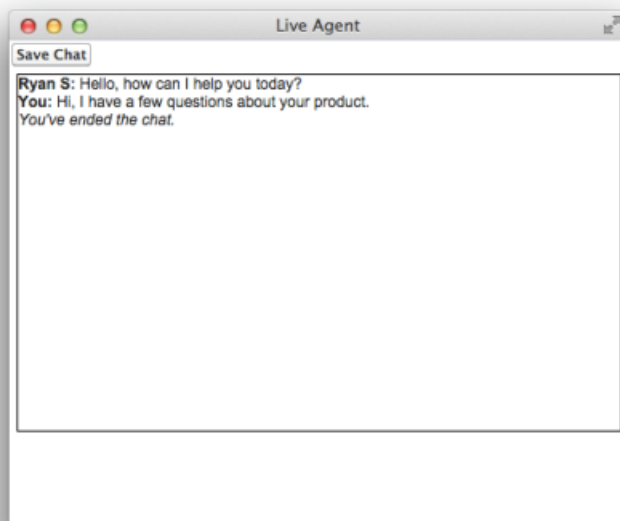 Live Agent
Save Chat
Ryan S: Hello, how can I help you today?
You: Hi, I have a few questions about your product.
You've ended the chat.